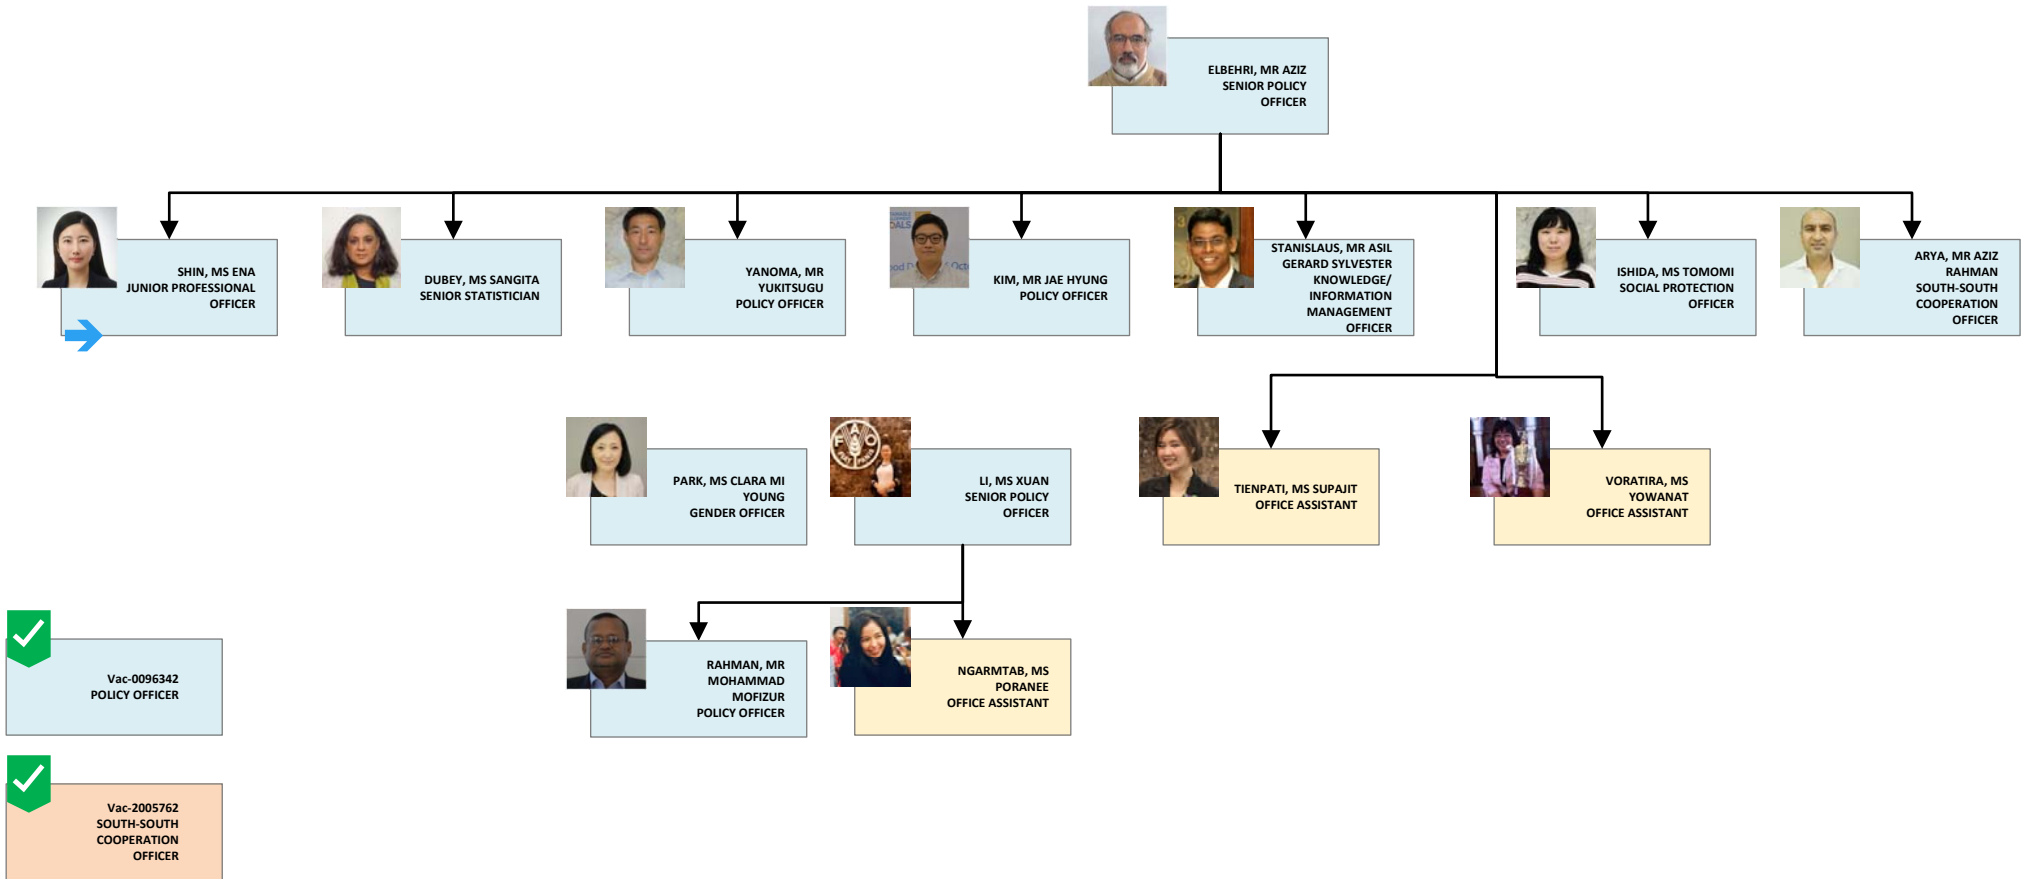 ELBEHRI, MR AZIZ
SENIOR POLICY
OFFICER
SHIN, MS ENA
JUNIOR PROFESSIONAL
OFFICER
DUBEY, MS SANGITA
SENIOR STATISTICIAN
YANOMA, MR
YUKITSUGU
POLICY OFFICER
KIM, MR JAE HYUNG
POLICY OFFICER
STANISLAUS, MR ASIL
GERARD SYLVESTER
KNOWLEDGE/
INFORMATION
MANAGEMENT
OFFICER
ISHIDA, MS TOMOMI
SOCIAL PROTECTION
OFFICER
ARYA, MR AZIZ
RAHMAN
SOUTH-SOUTH
COOPERATION
OFFICER
PARK, MS CLARA MI
YOUNG
GENDER OFFICER
LI, MS XUAN
SENIOR POLICY
OFFICER
TIENPATI, MS SUPAJIT
OFFICE ASSISTANT
VORATIRA, MS
YOWANAT
OFFICE ASSISTANT
RAHMAN, MR
MOHAMMAD
MOFIZUR
POLICY OFFICER
NGARMTAB, MS
PORANEE
OFFICE ASSISTANT
Vac-0096342
POLICY OFFICER
Vac-2005762
SOUTH-SOUTH
COOPERATION
OFFICER